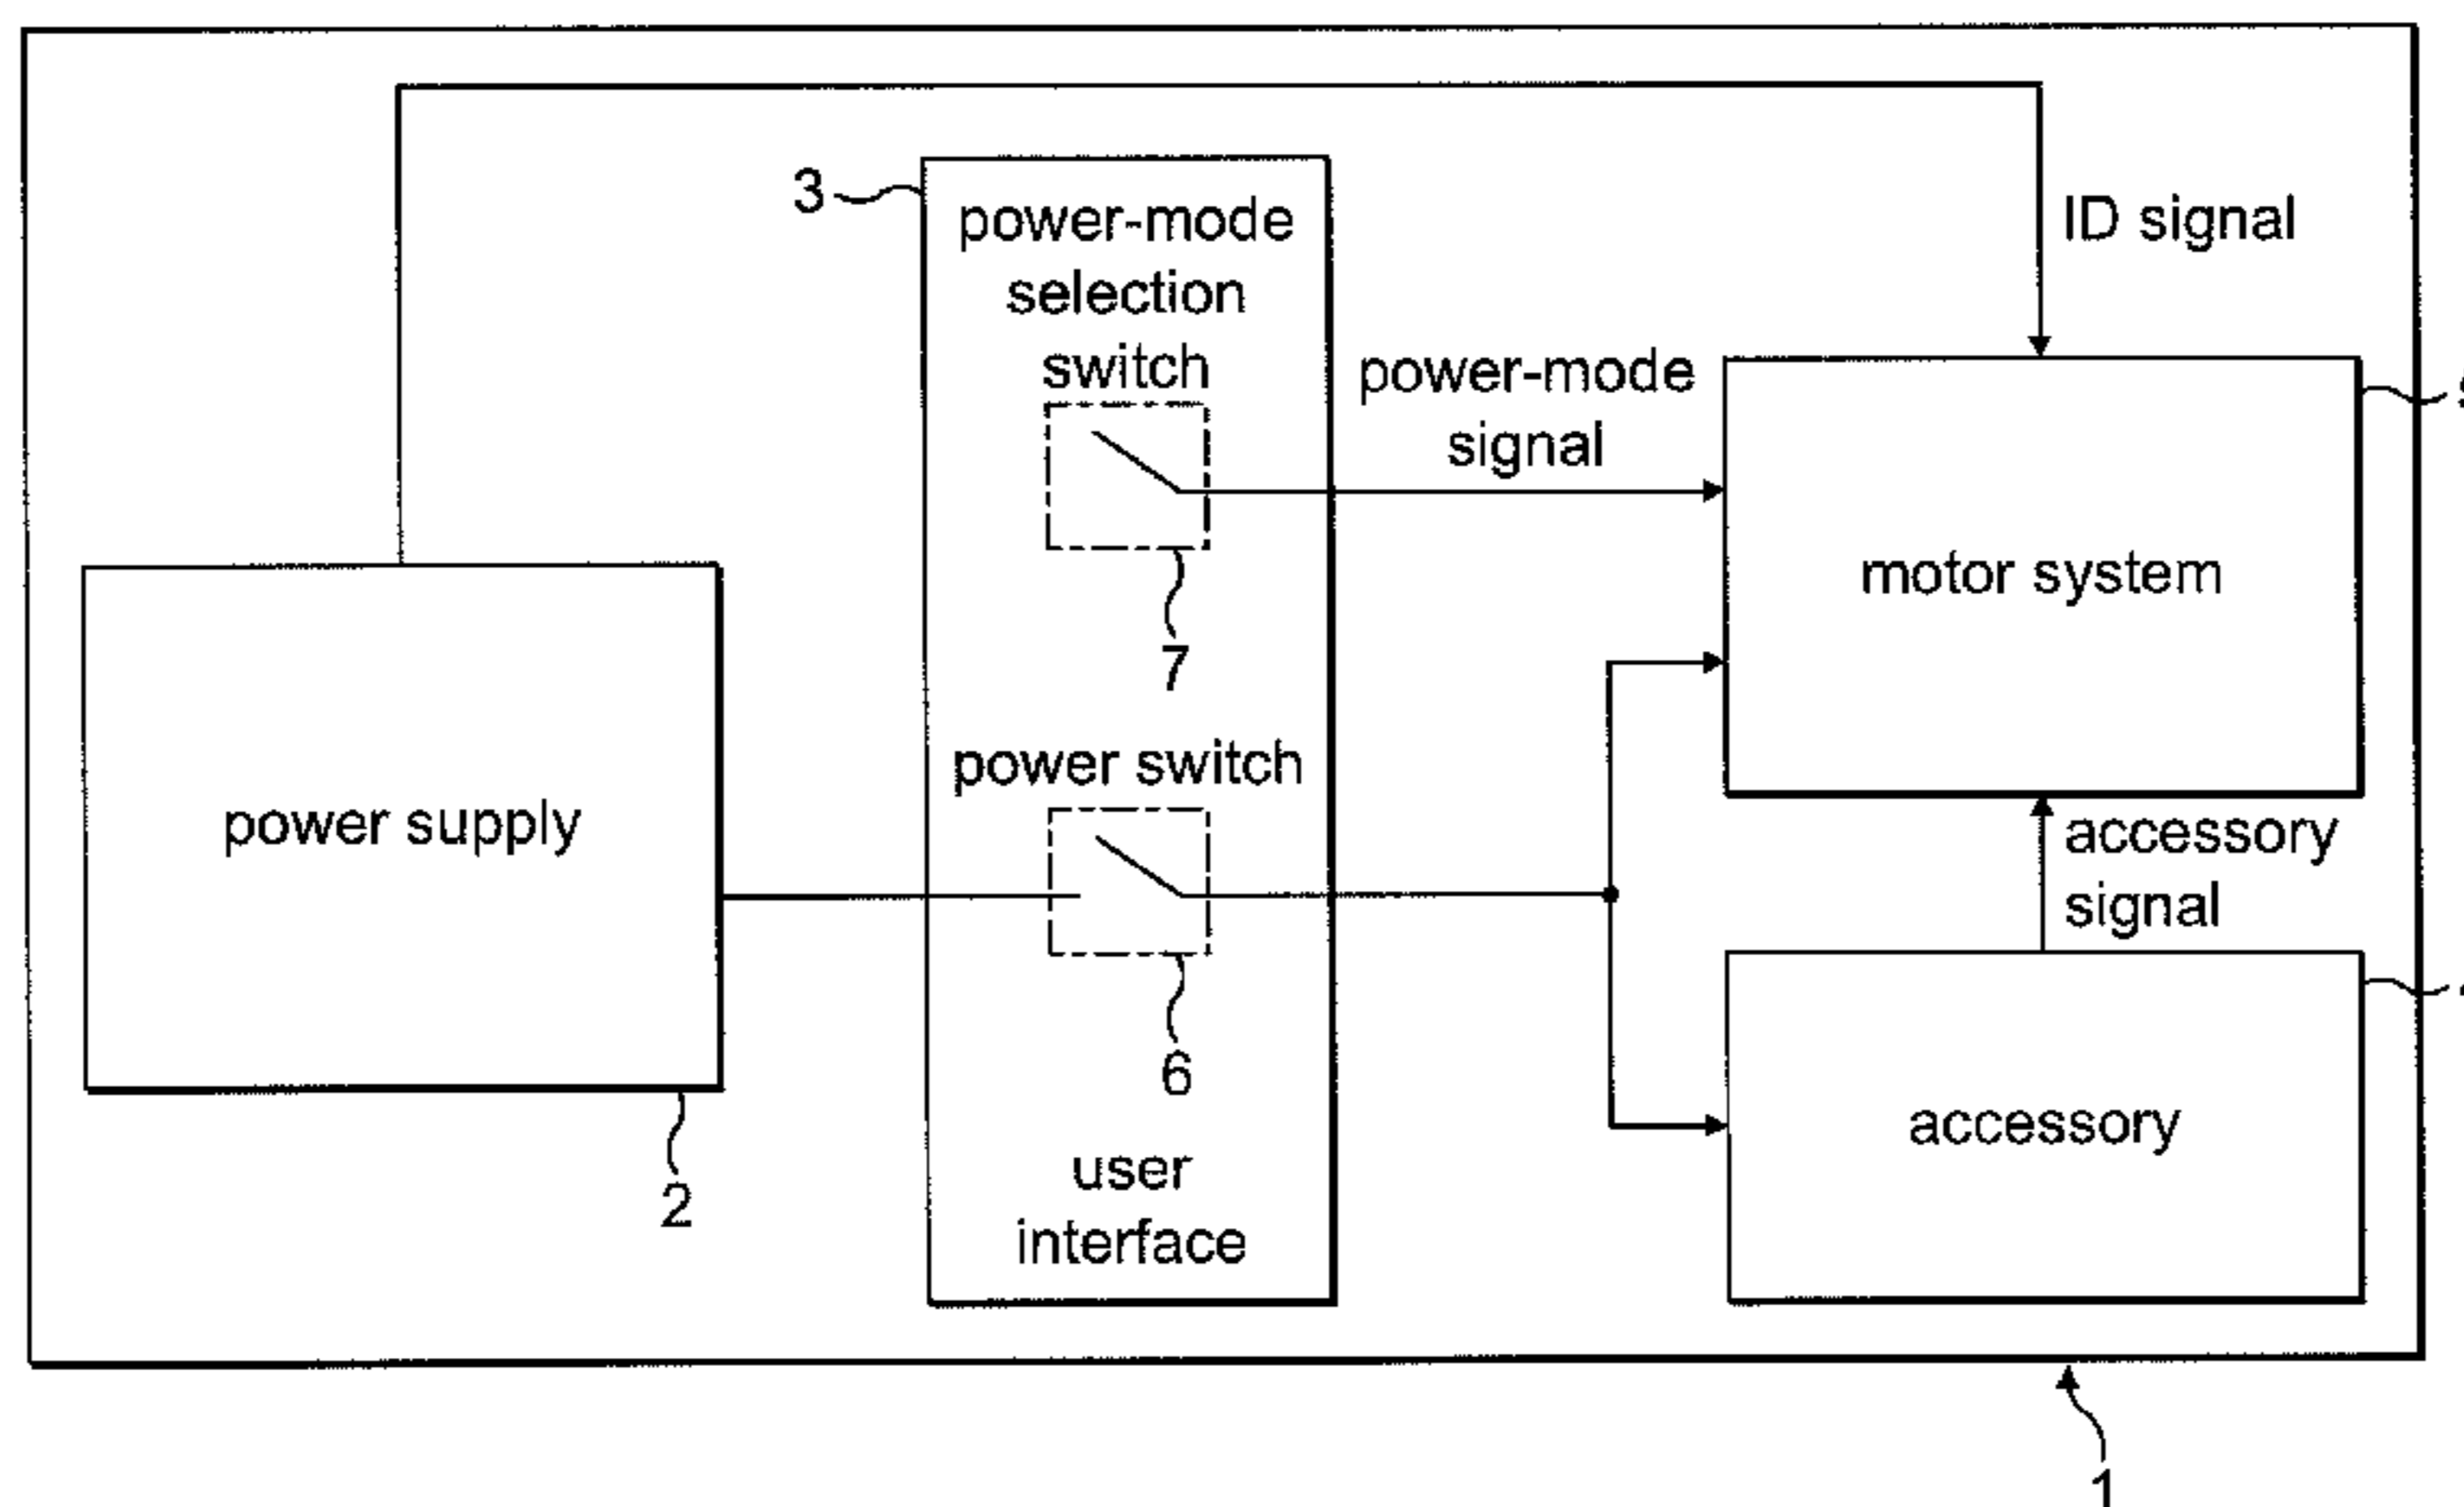 3
power-mode
selection
switch
ID signal
power-mode
signal
motor system
7
power switch
power supply
accessory
signal
6
accessory
user
interface
2
1